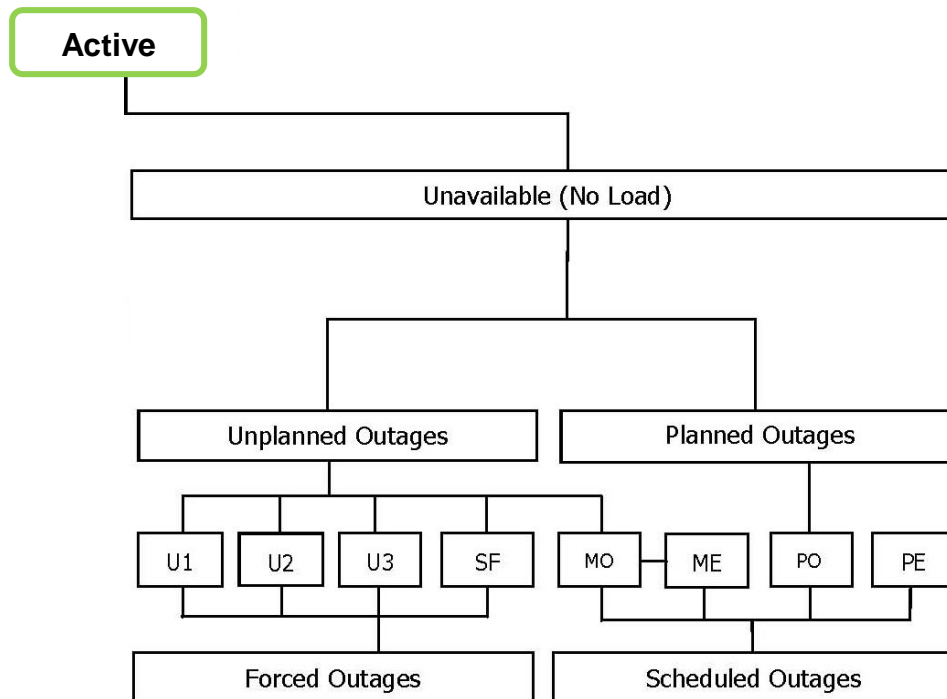 Active
Unavailable (No Load)
Unplanned Outages
Planned Outages
U1
U2
U3
SF
MO
ME
PO
PE
Forced Outages
Scheduled Outages